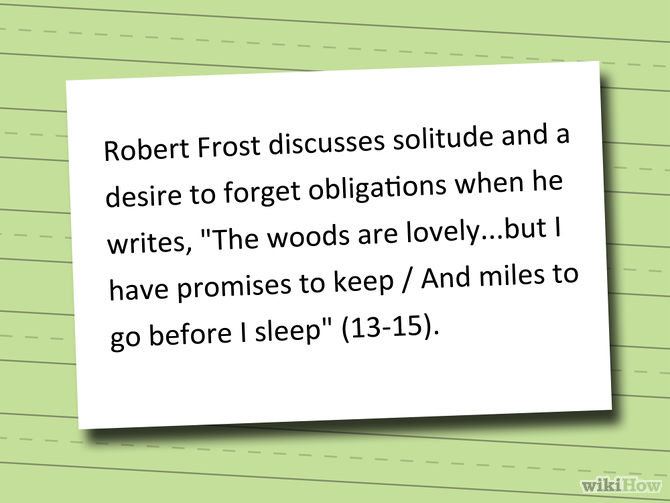 Robert Frost discusses solitude and a
desire to forget obligations when he
writes, "The woods are lovely...but I
have promises to keep / And miles to
go before I sleep" (13-15).
wikiHow